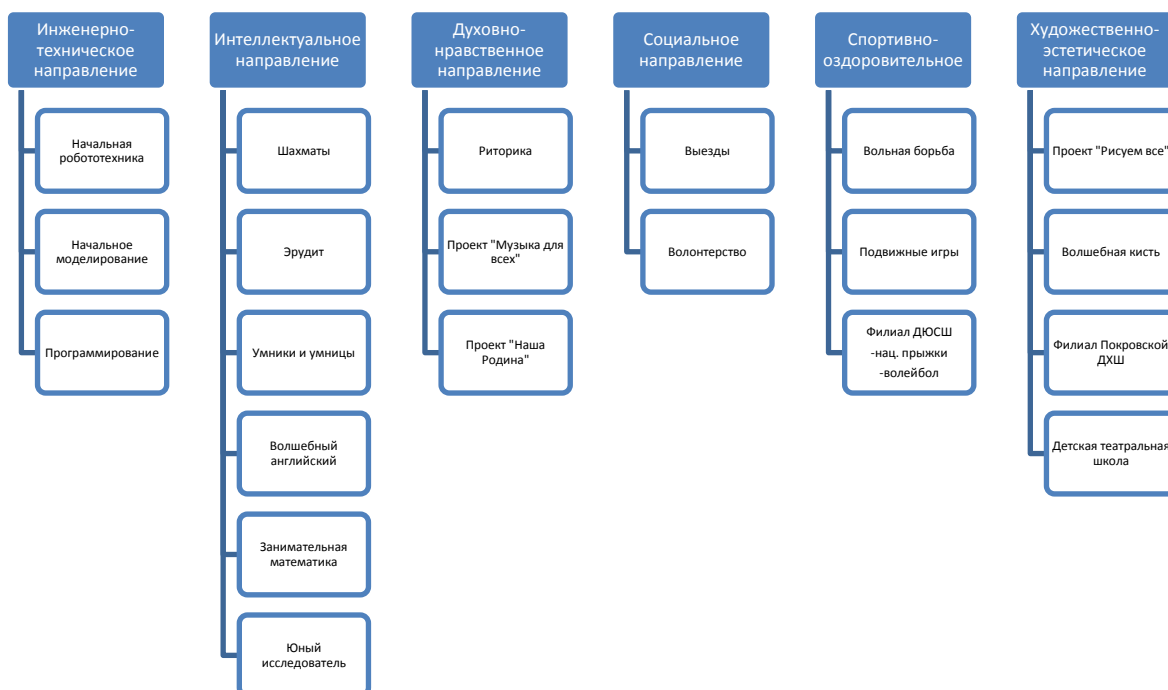 Инженерно-
техническое
направление
Начальная
робототехника
Начальное
моделирование
Программирование
Интеллектуальное
направление
Шахматы
Эрудит
Умники и умницы
Волшебный
английский
Занимательная
математика
Юный
исследователь
Духовно-
нравственное
направление
Риторика
Проект "Музыка для
всех"
Проект "Наша
Родина"
Социальное
направление
Выезды
Волонтерство
Спортивно-
оздоровительное
Вольная борьба
Подвижные игры
Филиал ДЮСШ
-нац. прыжки
-волейбол
Художественно-
эстетическое
направление
Проект "Рисуем все"
Волшебная кисть
Филиал Покровской
ДХШ
Детская театральная
школа